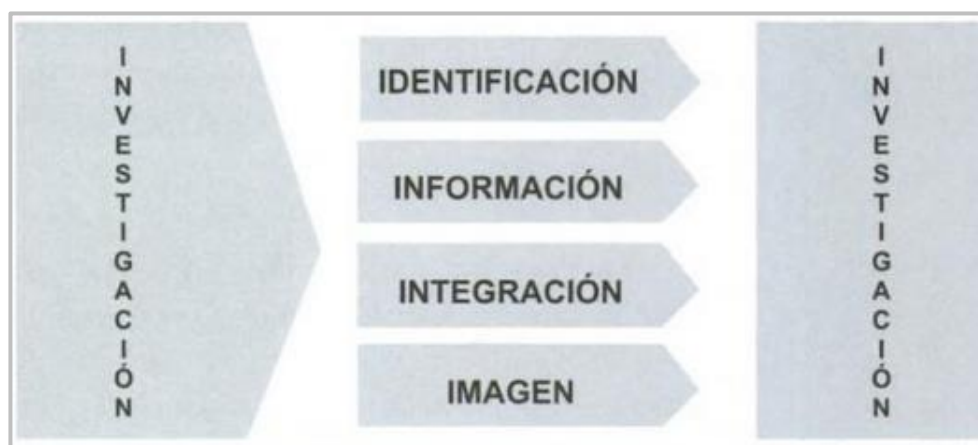 INVESTIGACIÓN
IDENTIFICACIÓN
INFORMACIÓN
INTEGRACIÓN
IMAGEN
INVESTIGACIÓN